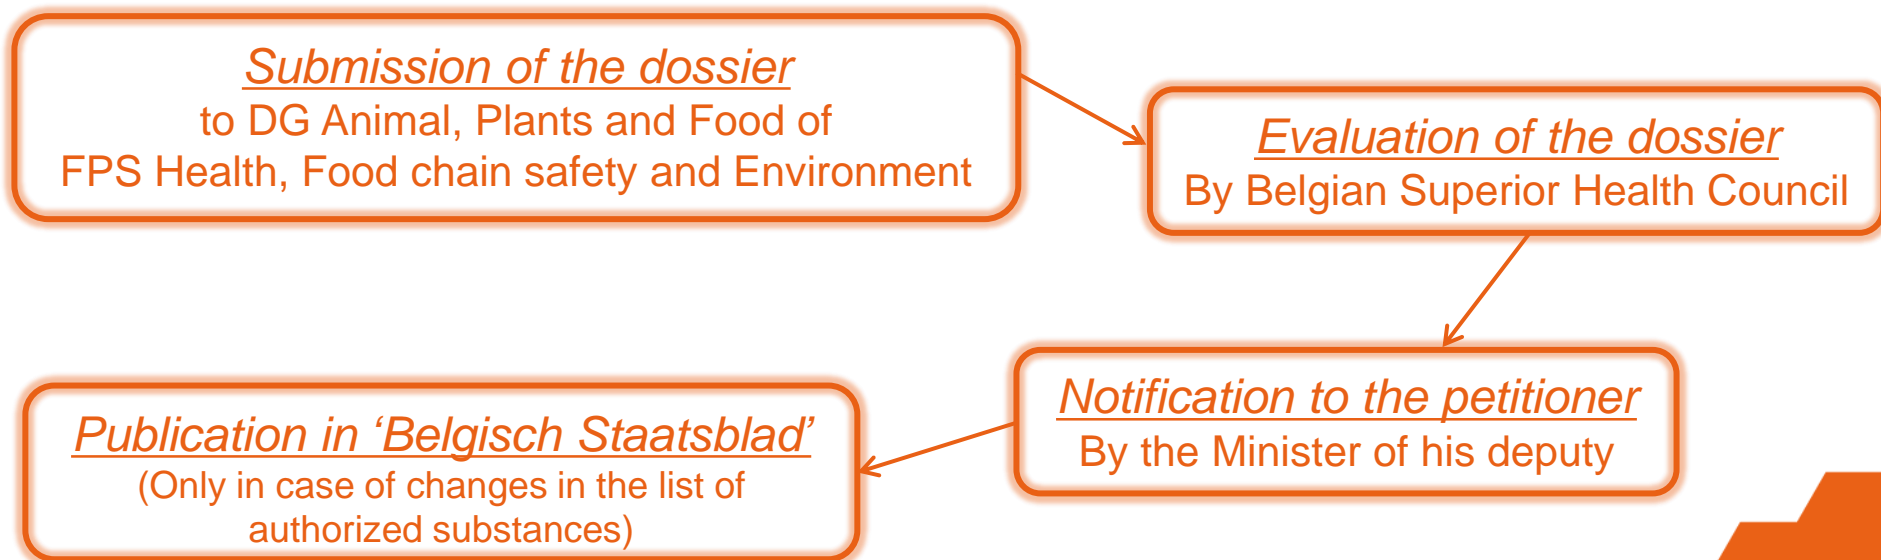 Submission of the dossier
to DG Animal, Plants and Food of
FPS Health, Food chain safety and Environment
Evaluation of the dossier
By Belgian Superior Health Council
Notification to the petitioner
By the Minister of his deputy
Publication in ‘Belgisch Staatsblad’
(Only in case of changes in the list of
authorized substances)